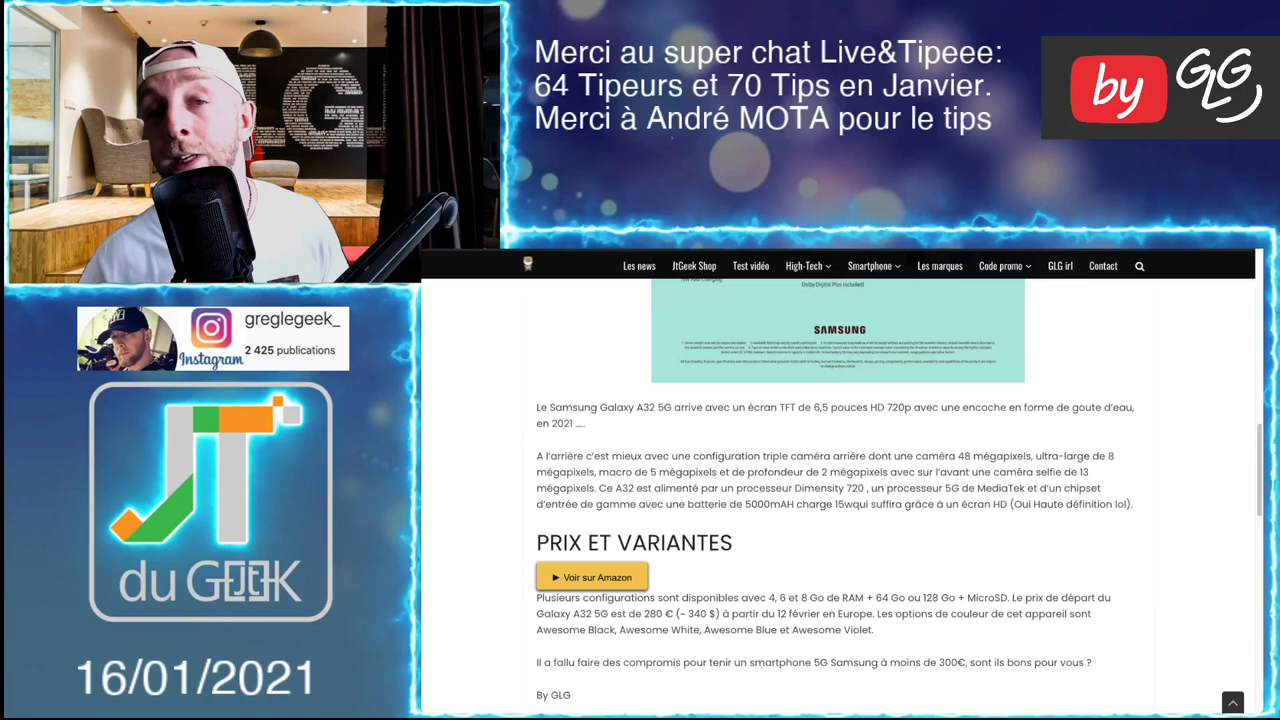 Merci au super chat Live&Tipeee:
64 Tipeurs et 70 Tips en Janvier.
Merci à André MOTA pour le tips
by GLG
Les news JtGeek Shop Test vidéo High-Tech Smartphone Les marques Code promo GLG irl Contact
Dolby Digital Plus included)
SAMSUNG
greglegeek_
2 425 publications
Instagram
JT
du GEEK
16/01/2021
Le Samsung Galaxy A32 5G arrive avec un écran TFT de 6,5 pouces HD 720p avec une encoche en forme de goute d'eau,
en 2021 .....
A l'arrière c'est mieux avec une configuration triple caméra arrière dont une caméra 48 mégapixels, ultra-large de 8
mégapixels, macro de 5 mégapixels et de profondeur de 2 mégapixels avec sur l'avant une caméra selfie de 13
mégapixels. Ce A32 est alimenté par un processeur Dimensity 720 , un processeur 5G de MediaTek et d'un chipset
d'entrée de gamme avec une batterie de 5000mAH charge 15wqui suffira grâce à un écran HD (Oui Haute définition lol).
PRIX ET VARIANTES
► Voir sur Amazon
Plusieurs configurations sont disponibles avec 4, 6 et 8 Go de RAM + 64 Go ou 128 Go + MicroSD. Le prix de départ du
Galaxy A32 5G est de 280 € (~ 340 $) à partir du 12 février en Europe. Les options de couleur de cet appareil sont
Awesome Black, Awesome White, Awesome Blue et Awesome Violet.
Il a fallu faire des compromis pour tenir un smartphone 5G Samsung à moins de 300€, sont ils bons pour vous ?
By GLG